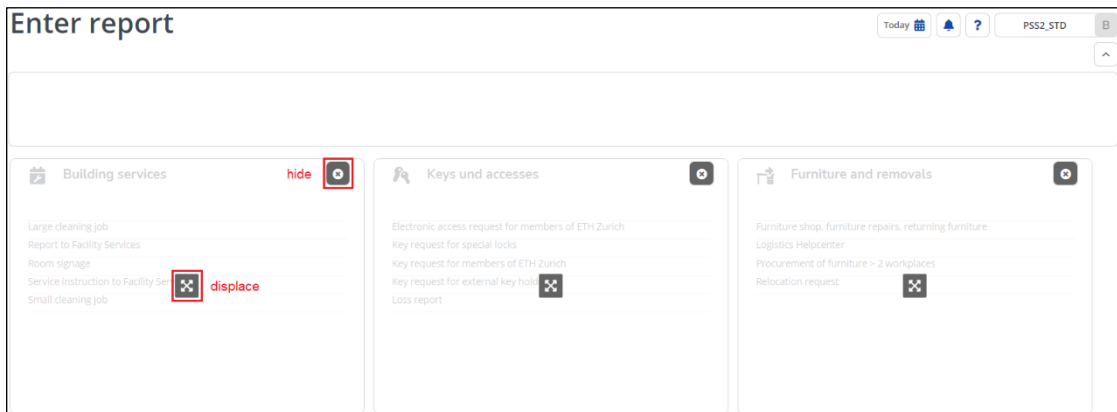 Enter report
Today
?
PSS2_STD
B
Building services
hide
Large cleaning job
Report to Facility Services
Room signage
Service instruction to Facility Ser
displace
Small cleaning job
Keys und accesses
Electronic access request for members of ETH Zurich
Key request for special locks
Key request for members of ETH Zurich
Key request for external key hold
Loss report
Furniture and removals
Furniture shop, furniture repairs, returning furniture
Logistics Helpcenter
Procurement of furniture > 2 workplaces
Relocation request